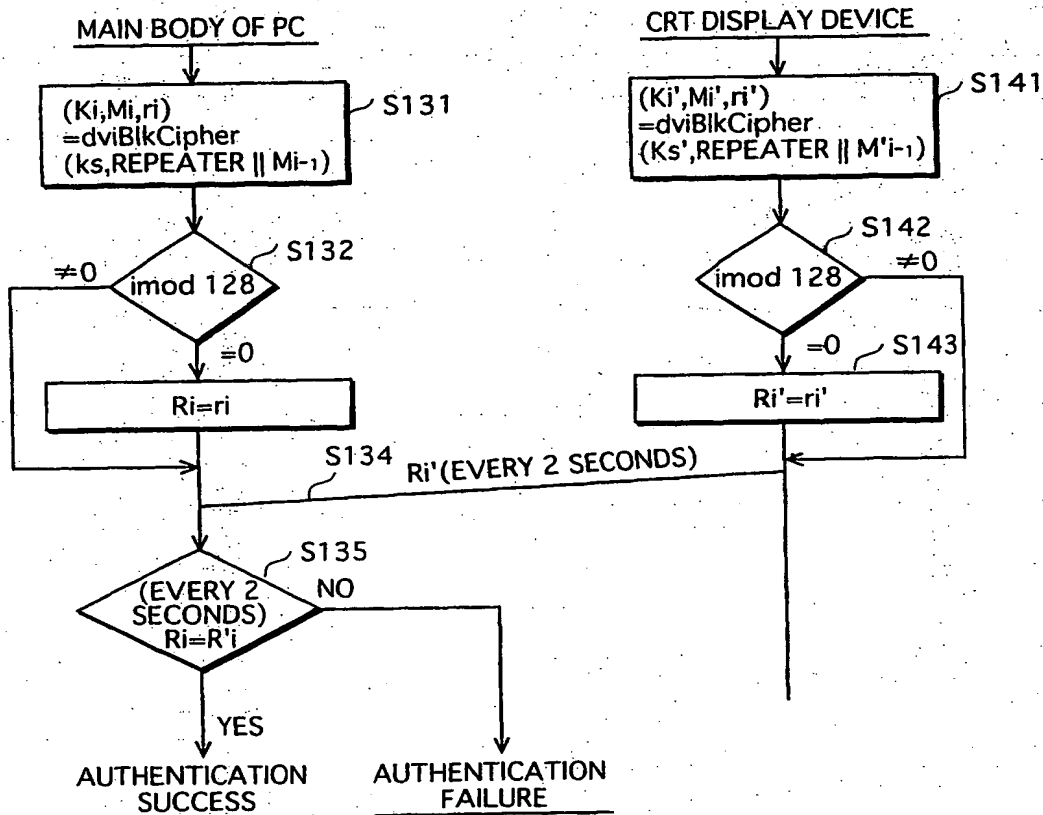 MAIN BODY OF PC
(Ki,Mi,ri)
=dviBlkCipher
(ks,REPEATER || Mi-1)
S131
imod 128
S132
≠0
=0
Ri=ri
CRT DISPLAY DEVICE
(Ki',Mi',ri')
=dviBlkCipher
(Ks',REPEATER || M'i-1)
S141
imod 128
S142
≠0
=0
S143
Ri'=ri'
S134
Ri'(EVERY 2 SECONDS)
S135
(EVERY 2
SECONDS)
Ri=R'i
NO
YES
AUTHENTICATION
SUCCESS
AUTHENTICATION
FAILURE